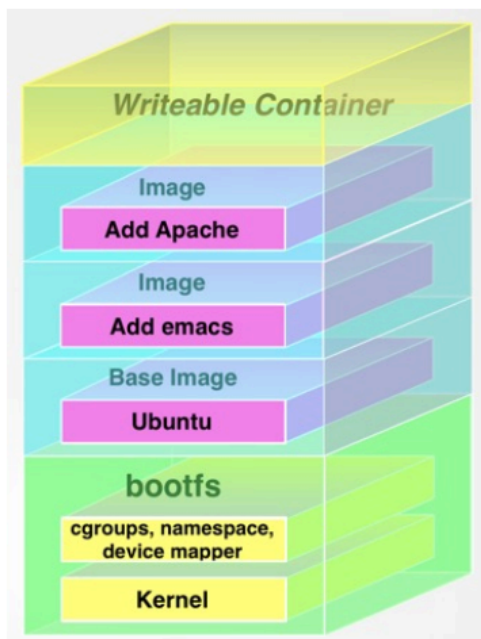 Writeable Container
Image
Add Apache
Image
Add emacs
Base Image
Ubuntu
bootfs
cgroups, namespace,
device mapper
Kernel